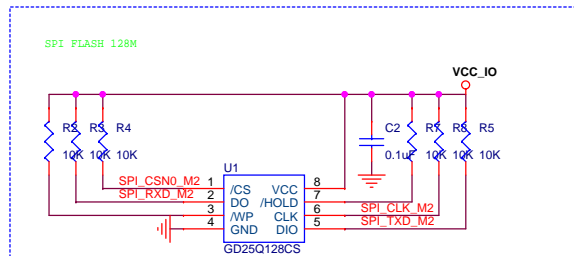 SPI FLASH 128M
VCC_IO
R2 R3 R4
10K 10K 10K
C2
0.1uF
R7 R8 R5
10K 10K 10K
U1
SPI_CSN0_M2 1 /CS VCC 8
SPI_RXD_M2 2 DO /HOLD 7
3 /WP CLK 6 SPI_CLK_M2
4 GND DIO 5 SPI_TXD_M2
GD25Q128CS